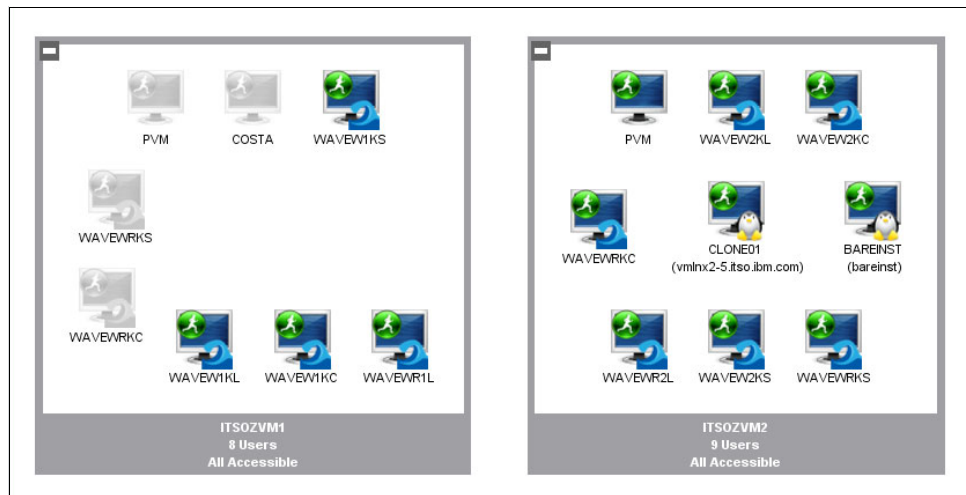 PVM
COSTA
WAVEW1KS
WAVEWRKS
WAVEWRKC
WAVEW1KL
WAVEW1KC
WAVEWR1L
ITSOZVM1
8 Users
All Accessible
PVM
WAVEW2KL
WAVEW2KC
WAVEWRKC
CLONE01
(vmlnx2-5.itso.ibm.com)
BAREINST
(bareinst)
WAVEWR2L
WAVEW2KS
WAVEWRKS
ITSOZVM2
9 Users
All Accessible